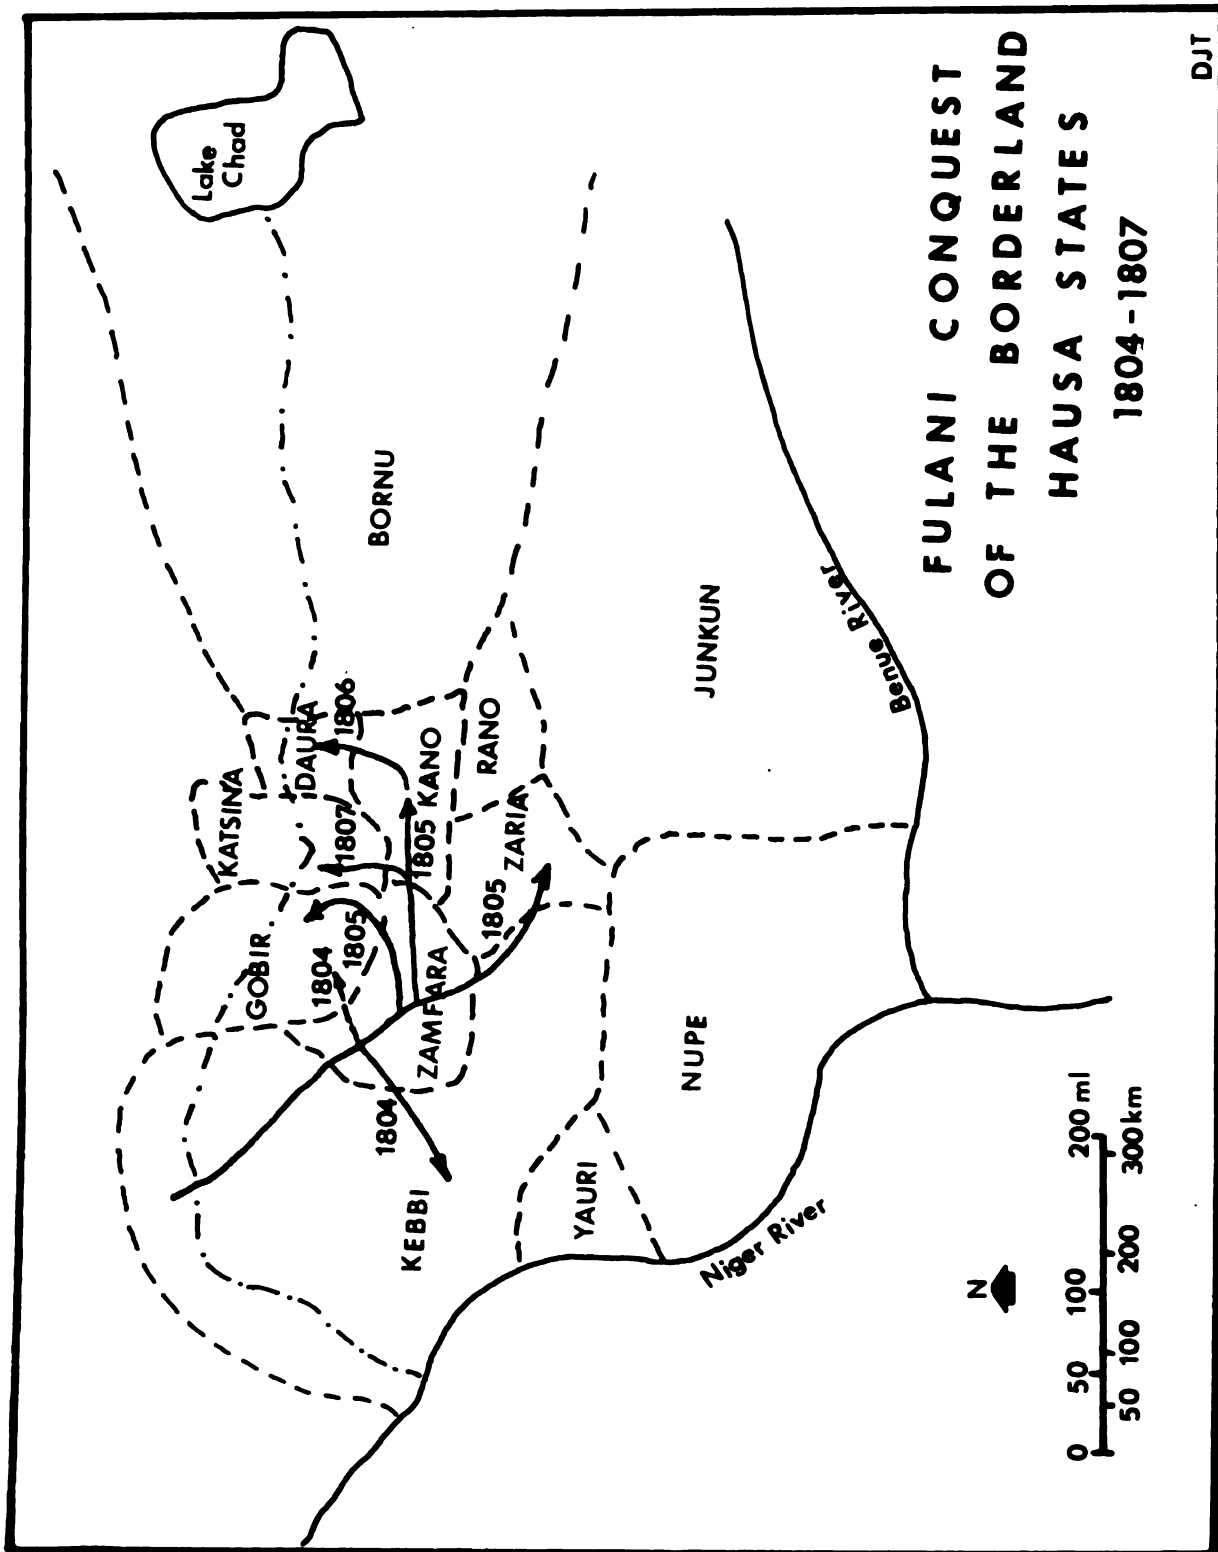 FULANI CONQUEST
OF THE BORDERLAND
HAUSA STATES
1804-1807
Lake
Chad
BORNU
KATSINA
DAURA
1806
GOBIR
1807
1804
1805
1805
KANO
RANO
ZAMFARA
1805
ZARIA
1804
KEBBI
YAURI
NUPE
JUNKUN
Niger River
Benue River
N
0 50 100 200 ml
50 100 200 300 km
DJT